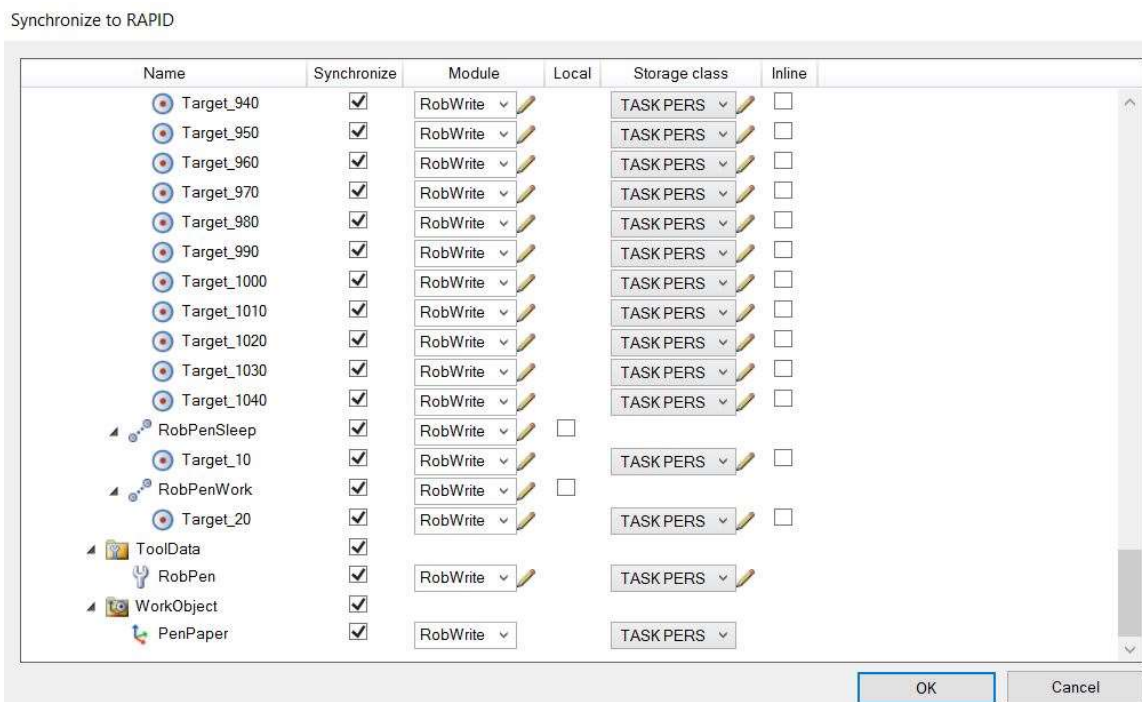 Synchronize to RAPID
Name Synchronize Module Local Storage class Inline
Target_940 RobWrite TASK PERS
Target_950 RobWrite TASK PERS
Target_960 RobWrite TASK PERS
Target_970 RobWrite TASK PERS
Target_980 RobWrite TASK PERS
Target_990 RobWrite TASK PERS
Target_1000 RobWrite TASK PERS
Target_1010 RobWrite TASK PERS
Target_1020 RobWrite TASK PERS
Target_1030 RobWrite TASK PERS
Target_1040 RobWrite TASK PERS
RobPenSleep RobWrite
Target_10 RobWrite TASK PERS
RobPenWork RobWrite
Target_20 RobWrite TASK PERS
ToolData
RobPen RobWrite TASK PERS
WorkObject
PenPaper RobWrite TASK PERS
OK Cancel